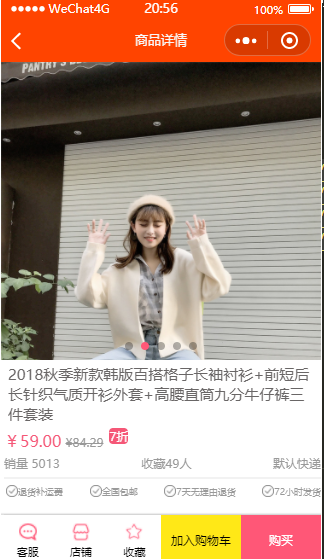 WeChat4G 20:56 100%
商品详情
PANTRY'S
2018秋季新款韩版百搭格子长袖衬衫+前短后
长针织气质开衫外套+高腰直筒九分牛仔裤三
件套装
￥59.00 ￥84.29 7折
销量 5013 收藏49人 默认快递
退货补运费 全国包邮 7天无理由退货 72小时发货
客服 店铺 收藏 加入购物车 购买